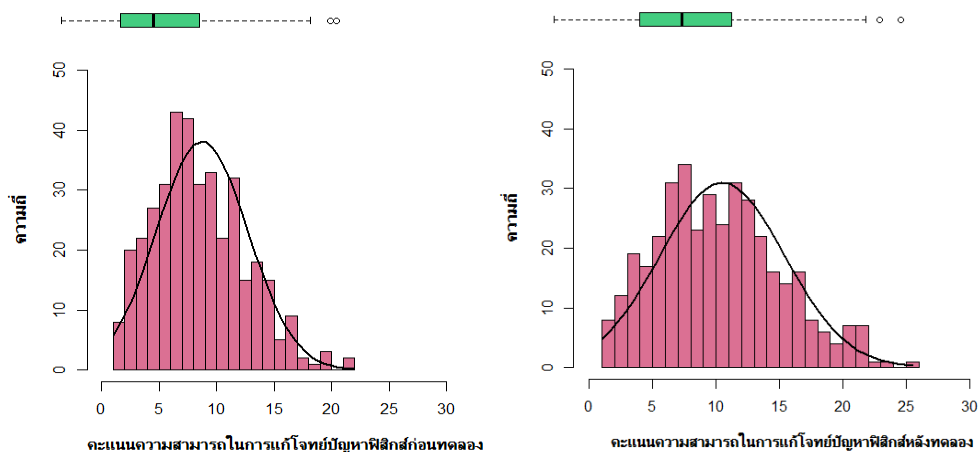 50
40
30
20
10
0
ความถี่
0 5 10 15 20 25 30
คะแนนความสามารถในการแก้โจทย์ปัญหาฟิสิกส์ก่อนทดลอง
50
40
30
20
10
0
ความถี่
0 5 10 15 20 25 30
คะแนนความสามารถในการแก้โจทย์ปัญหาฟิสิกส์หลังทดลอง